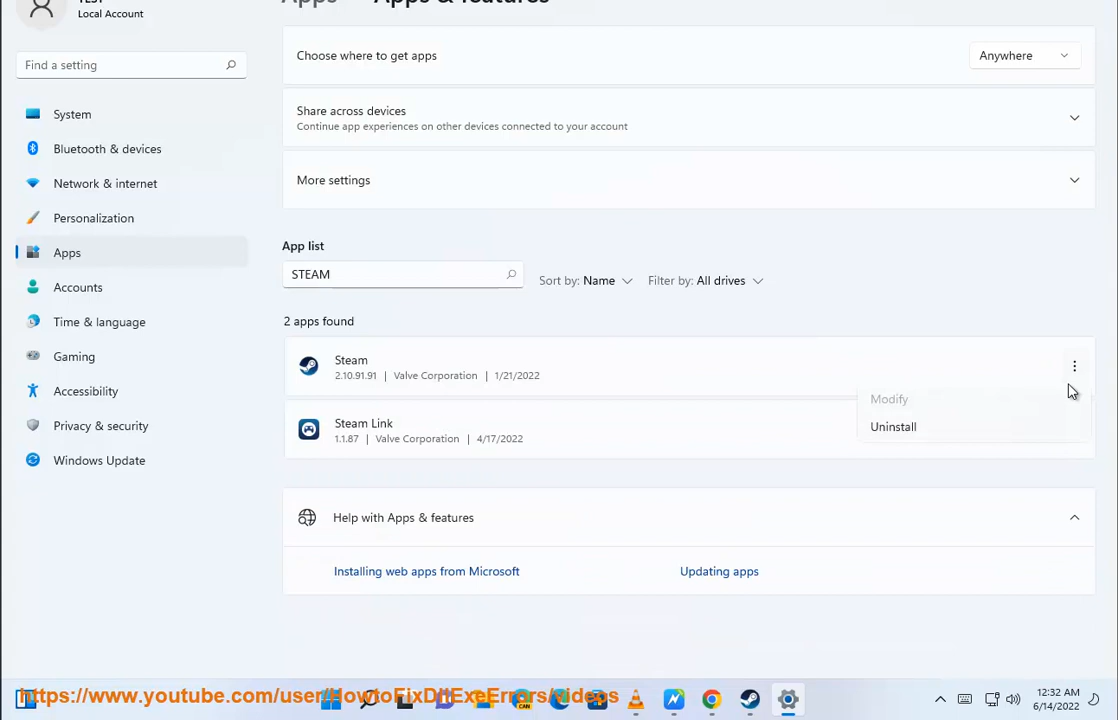 Local Account
Apps Apps & features
Find a setting
Choose where to get apps
Anywhere
Share across devices
Continue app experiences on other devices connected to your account
More settings
System
Bluetooth & devices
Network & internet
Personalization
Apps
Accounts
Time & language
Gaming
Accessibility
Privacy & security
Windows Update
App list
STEAM
Sort by: Name
Filter by: All drives
2 apps found
Steam
2.10.91.91 | Valve Corporation | 1/21/2022
Modify
Uninstall
Steam Link
1.1.87 | Valve Corporation | 4/17/2022
Help with Apps & features
Installing web apps from Microsoft
Updating apps
https://www.youtube.com/user/HowtoFixDllExeErrors/videos
12:32 AM
6/14/2022